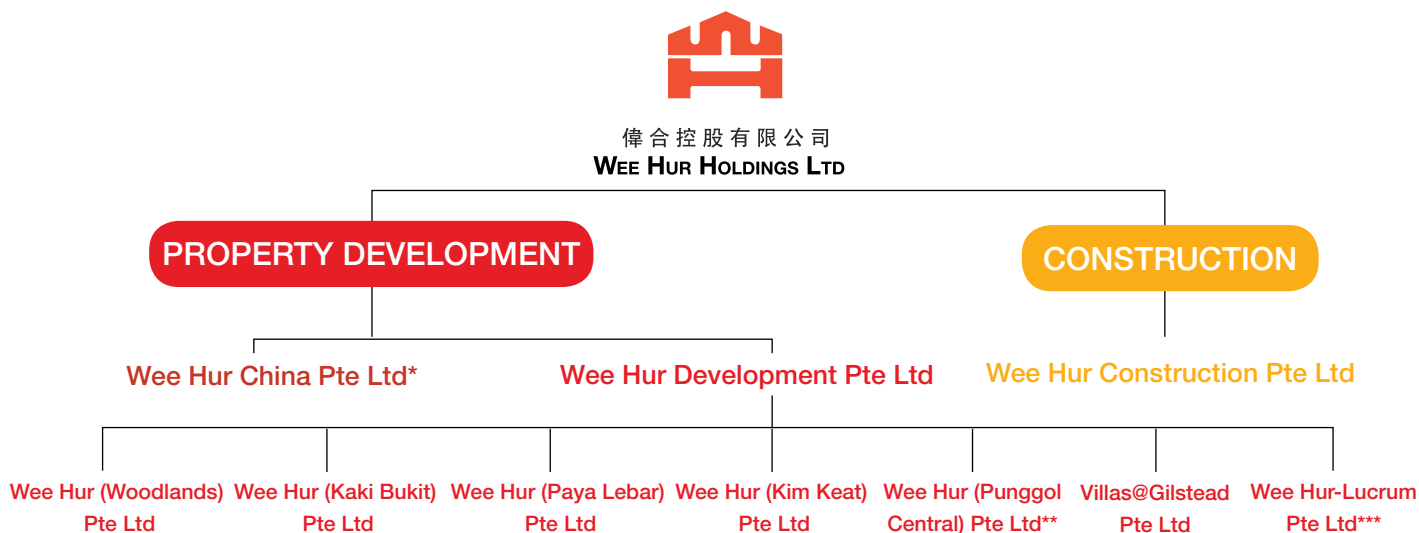 偉合控股有限公司
WEE HUR HOLDINGS LTD
PROPERTY DEVELOPMENT
CONSTRUCTION
Wee Hur China Pte Ltd*
Wee Hur Development Pte Ltd
Wee Hur Construction Pte Ltd
Wee Hur (Woodlands)
Pte Ltd
Wee Hur (Kaki Bukit)
Pte Ltd
Wee Hur (Paya Lebar)
Pte Ltd
Wee Hur (Kim Keat)
Pte Ltd
Wee Hur (Punggol
Central) Pte Ltd**
Villas@Gilstead
Pte Ltd
Wee Hur-Lucrum
Pte Ltd***